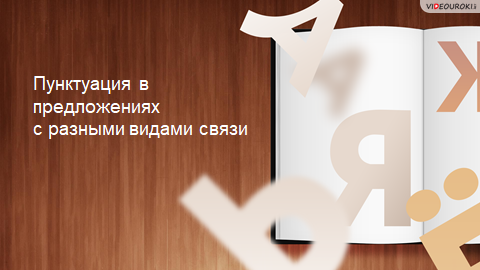 VIDEOUROKI
Пунктуация в
предложениях
с разными видами связи
А
Я
Я
К
Ь
Ё